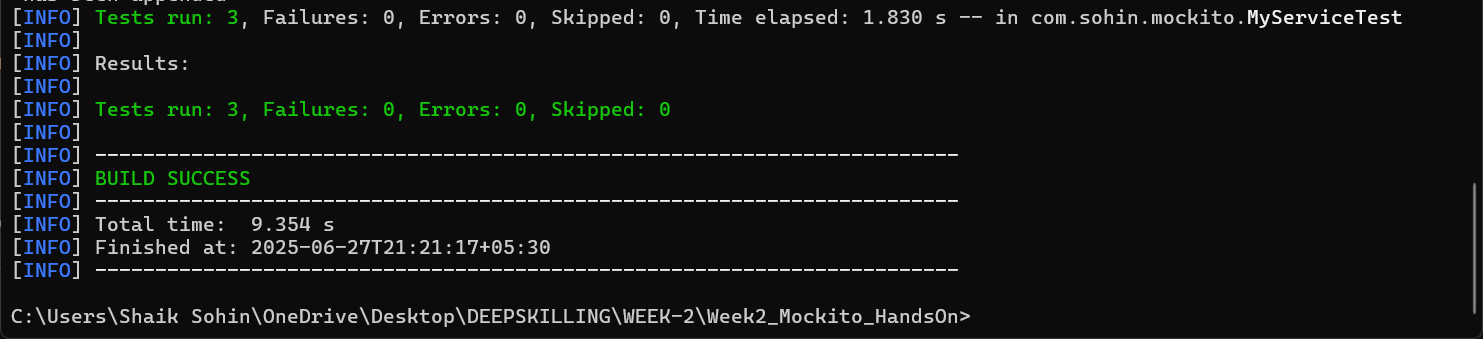 has been appended
[INFO] Tests run: 3, Failures: 0, Errors: 0, Skipped: 0, Time elapsed: 1.830 s -- in com.sohin.mockito.MyServiceTest
[INFO]
[INFO] Results:
[INFO]
[INFO] Tests run: 3, Failures: 0, Errors: 0, Skipped: 0
[INFO]
[INFO] ------------------------------------------------------------------------
[INFO] BUILD SUCCESS
[INFO] ------------------------------------------------------------------------
[INFO] Total time:  9.354 s
[INFO] Finished at: 2025-06-27T21:21:17+05:30
[INFO] ------------------------------------------------------------------------
C:\Users\Shaik Sohin\OneDrive\Desktop\DEEPSKILLING\WEEK-2\Week2_Mockito_HandsOn>